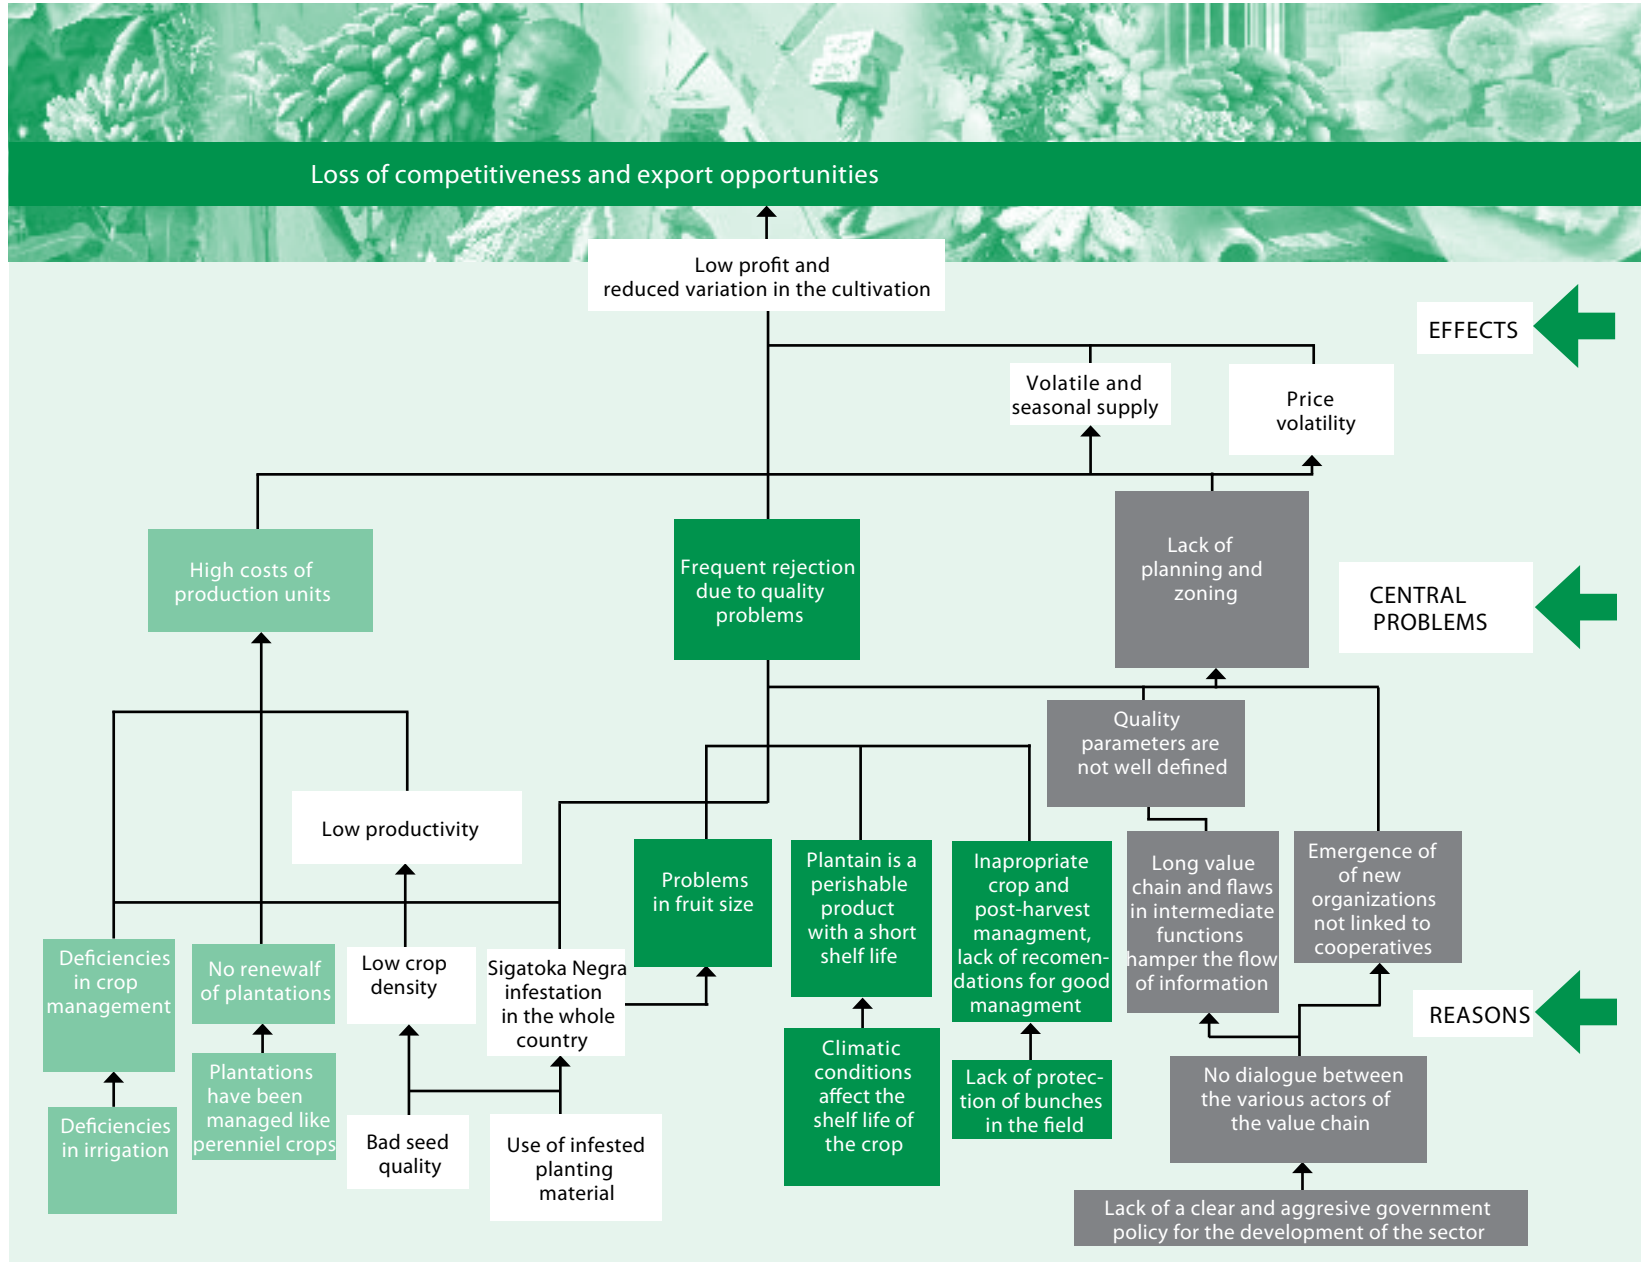 Loss of competitiveness and export opportunities
Low profit and
reduced variation in the cultivation
EFFECTS
Volatile and
seasonal supply
Price
volatility
High costs of
production units
Frequent rejection
due to quality
problems
Lack of
planning and
zoning
CENTRAL
PROBLEMS
Quality
parameters are
not well defined
Low productivity
Problems
in fruit size
Plantain is a
perishable
product
with a short
shelf life
Inapropriate
crop and
post-harvest
managment,
lack of recomen-
dations for good
managment
Long value
chain and flaws
in intermediate
functions
hamper the flow
of information
Emergence of
of new
organizations
not linked to
cooperatives
Deficiencies
in crop
management
No renewalf
of plantations
Low crop
density
Sigatoka Negra
infestation
in the whole
country
REASONS
Plantations
have been
managed like
perenniel crops
Climatic
conditions
affect the
shelf life of
the crop
Lack of protec-
tion of bunches
in the field
No dialogue between
the various actors of
the value chain
Deficiencies
in irrigation
Bad seed
quality
Use of infested
planting
material
Lack of a clear and aggresive government
policy for the development of the sector